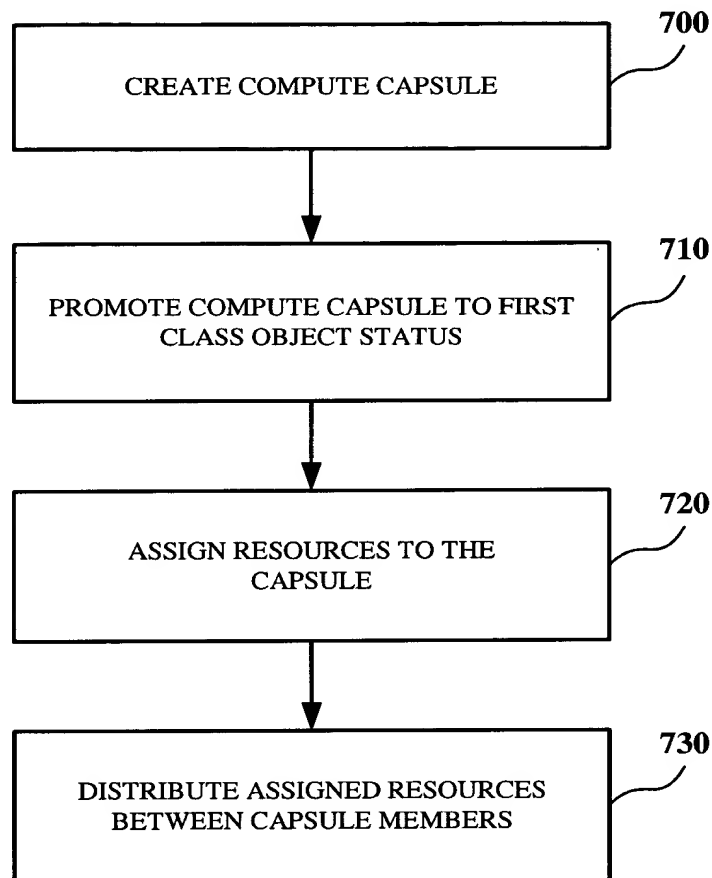 700
CREATE COMPUTE CAPSULE
710
PROMOTE COMPUTE CAPSULE TO FIRST
CLASS OBJECT STATUS
720
ASSIGN RESOURCES TO THE
CAPSULE
730
DISTRIBUTE ASSIGNED RESOURCES
BETWEEN CAPSULE MEMBERS